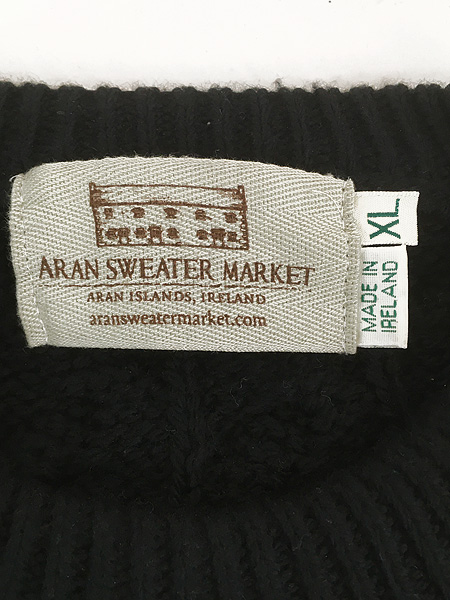 ARAN SWEATER MARKET
ARAN ISLANDS, IRELAND
aransweatermarket.com
XL
MADE IN
IRELAND